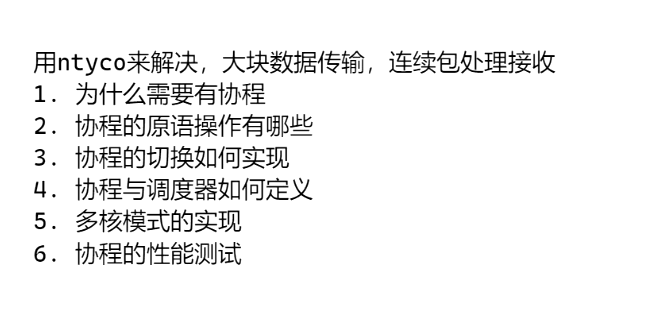 用ntyco来解决，大块数据传输，连续包处理接收
1. 为什么需要有协程
2. 协程的原语操作有哪些
3. 协程的切换如何实现
4. 协程与调度器如何定义
5. 多核模式的实现
6. 协程的性能测试